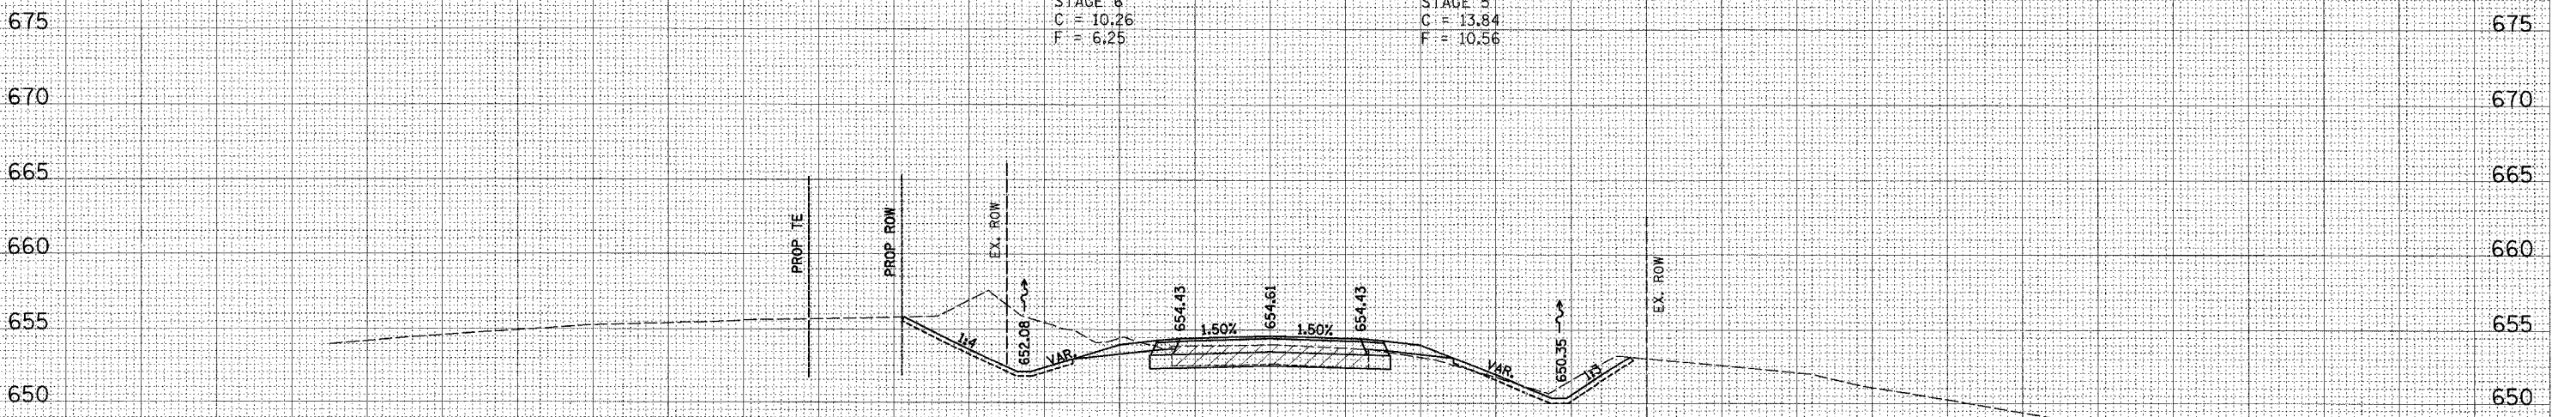 STAGE 6
C = 10.26
F = 6.25
STAGE 5
C = 13.84
F = 10.56
675
675
670
670
665
665
660
660
655
655
650
650
PROP TE
PROP ROW
EX. ROW
652.08
654.43
654.61
654.43
650.35
EX. ROW
1:4
VAR.
1.50%
1.50%
VAR.
1:3